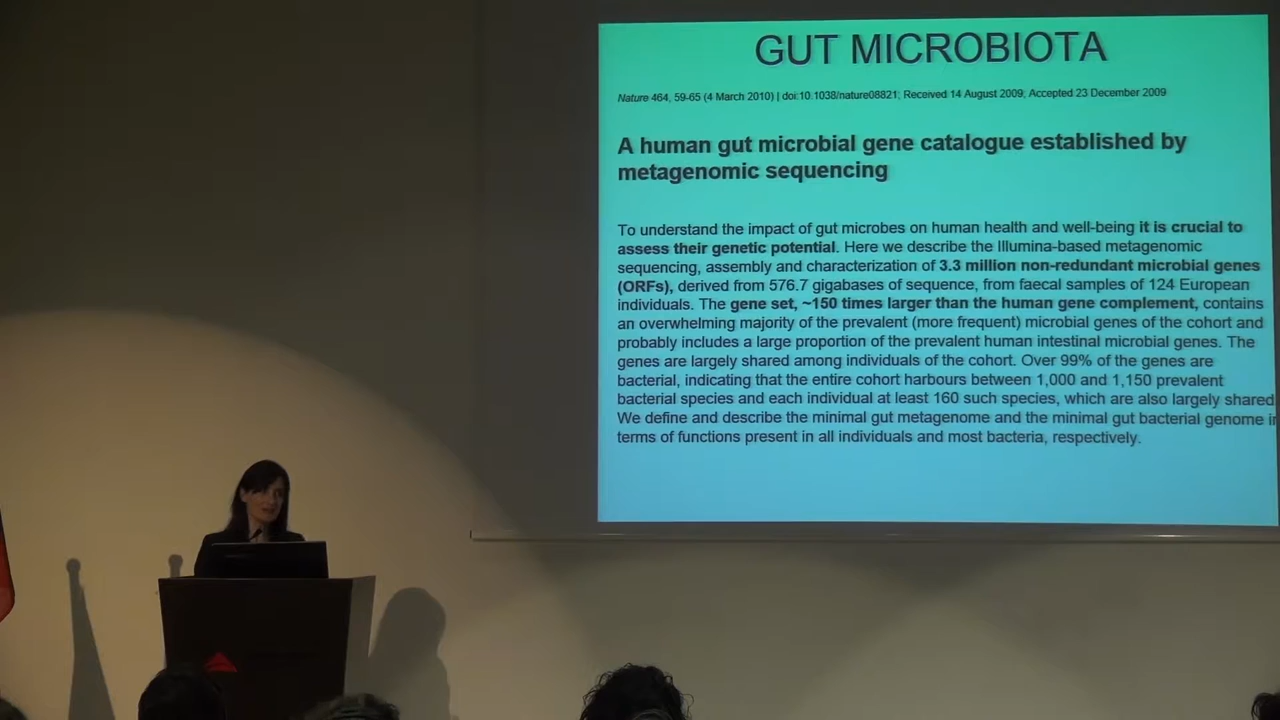 GUT MICROBIOTA
Nature 464, 59-65 (4 March 2010) | doi:10.1038/nature08821; Received 14 August 2009; Accepted 23 December 2009
A human gut microbial gene catalogue established by
metagenomic sequencing
To understand the impact of gut microbes on human health and well-being it is crucial to
assess their genetic potential. Here we describe the Illumina-based metagenomic
sequencing, assembly and characterization of 3.3 million non-redundant microbial genes
(ORFs), derived from 576.7 gigabases of sequence, from faecal samples of 124 European
individuals. The gene set, ~150 times larger than the human gene complement, contains
an overwhelming majority of the prevalent (more frequent) microbial genes of the cohort and
probably includes a large proportion of the prevalent human intestinal microbial genes. The
genes are largely shared among individuals of the cohort. Over 99% of the genes are
bacterial, indicating that the entire cohort harbours between 1,000 and 1,150 prevalent
bacterial species and each individual at least 160 such species, which are also largely shared
We define and describe the minimal gut metagenome and the minimal gut bacterial genome i
terms of functions present in all individuals and most bacteria, respectively.